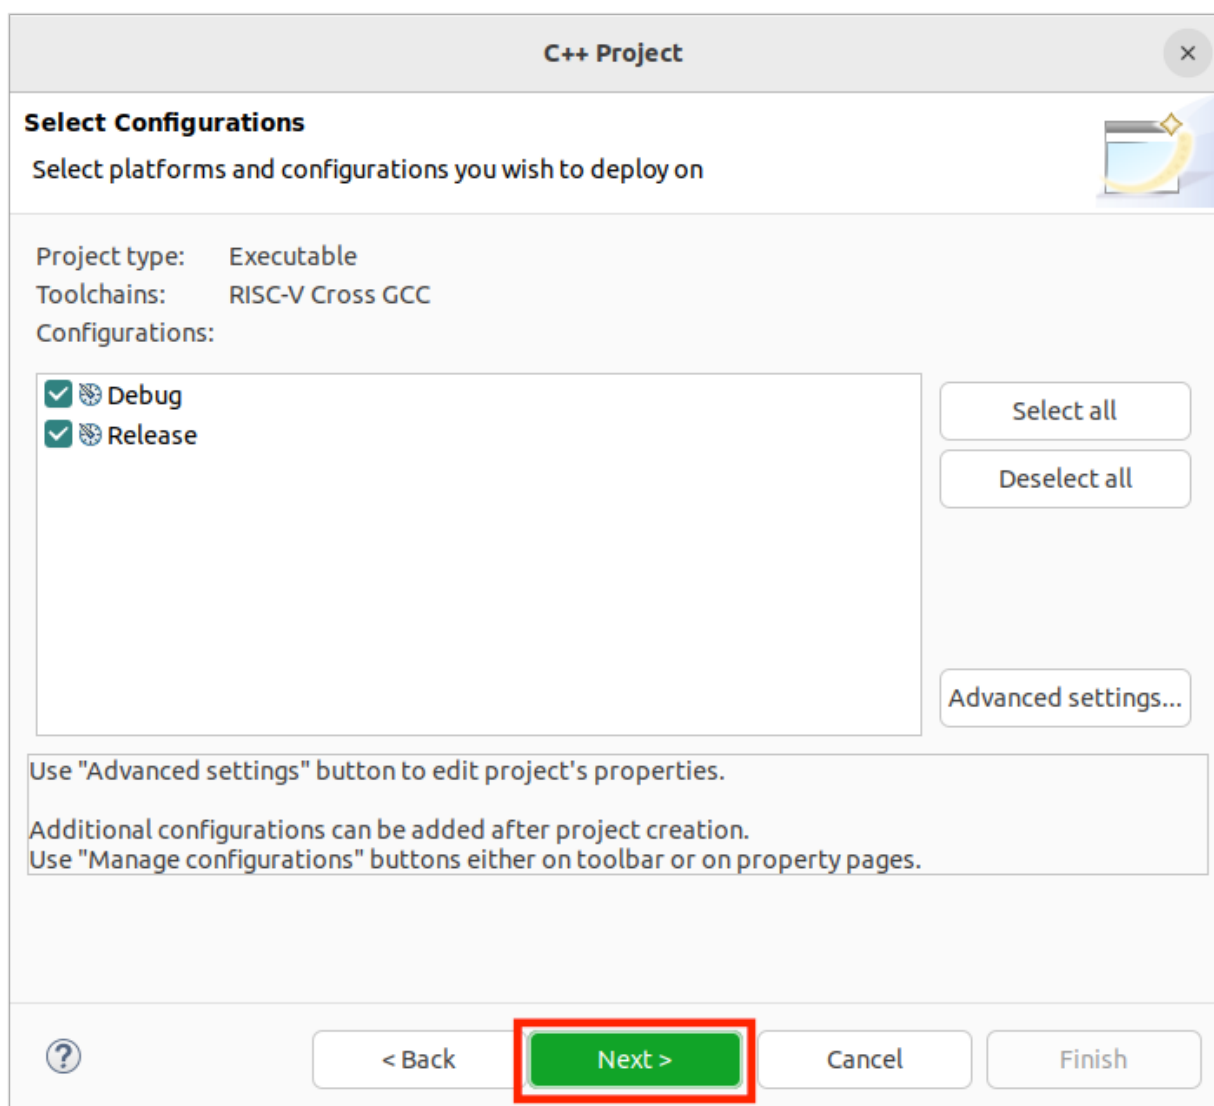 C++ Project
Select Configurations
Select platforms and configurations you wish to deploy on
Project type: Executable
Toolchains: RISC-V Cross GCC
Configurations:
Debug
Release
Select all
Deselect all
Advanced settings...
Use "Advanced settings" button to edit project's properties.
Additional configurations can be added after project creation.
Use "Manage configurations" buttons either on toolbar or on property pages.
? < Back Next > Cancel Finish